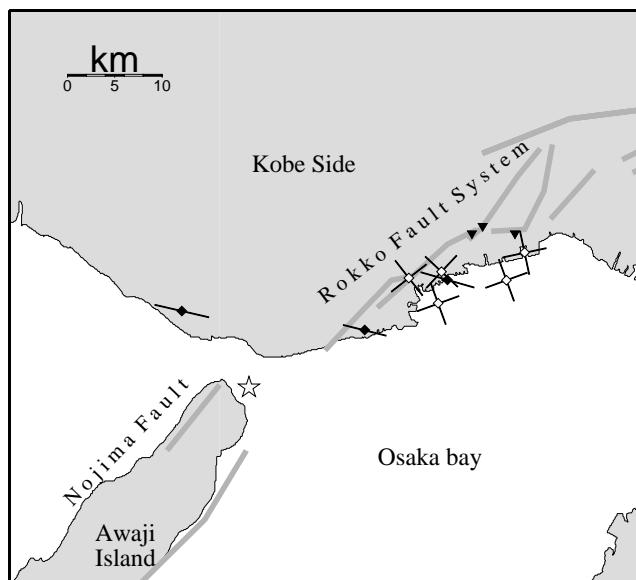 km
0 5 10
Kobe Side
Rokko Fault System
Nojima Fault
Osaka bay
Awaji
Island